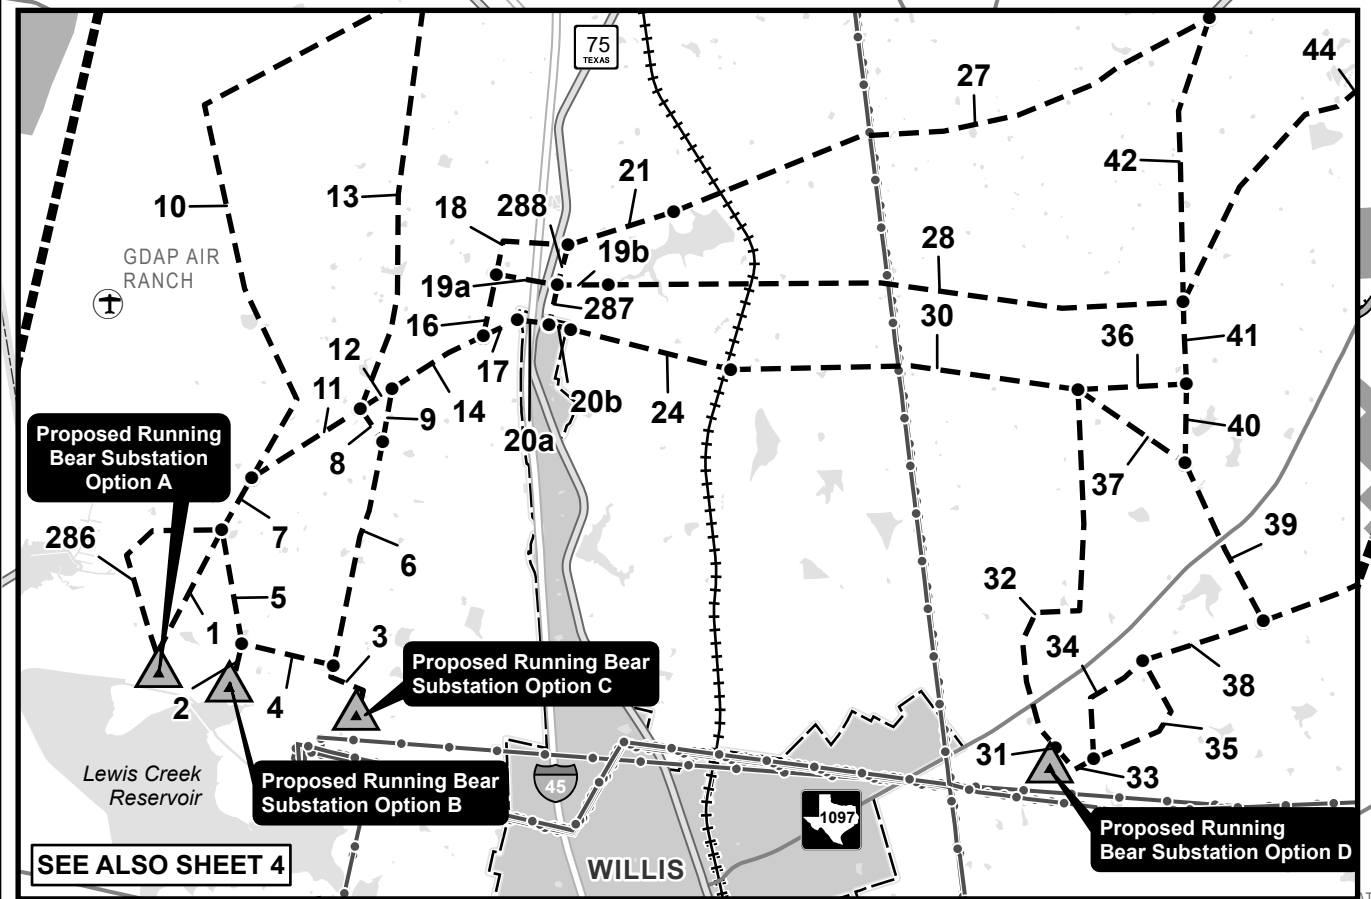 75
TEXAS
44
27
42
21
288
18
13
10
GDAP AIR
RANCH
19b
28
19a
287
30
16
36
41
12
17
11
14
9
20b
24
40
20a
8
37
Proposed Running
Bear Substation
Option A
286
7
39
6
32
5
1
34
3
Proposed Running Bear
Substation Option C
38
2
4
35
31
33
Lewis Creek
Reservoir
Proposed Running Bear
Substation Option B
45
1097
Proposed Running
Bear Substation Option D
SEE ALSO SHEET 4
WILLIS